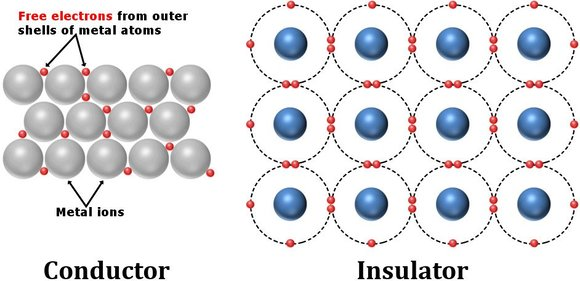 Free electrons from outer
shells of metal atoms
Metal ions
Conductor
Insulator